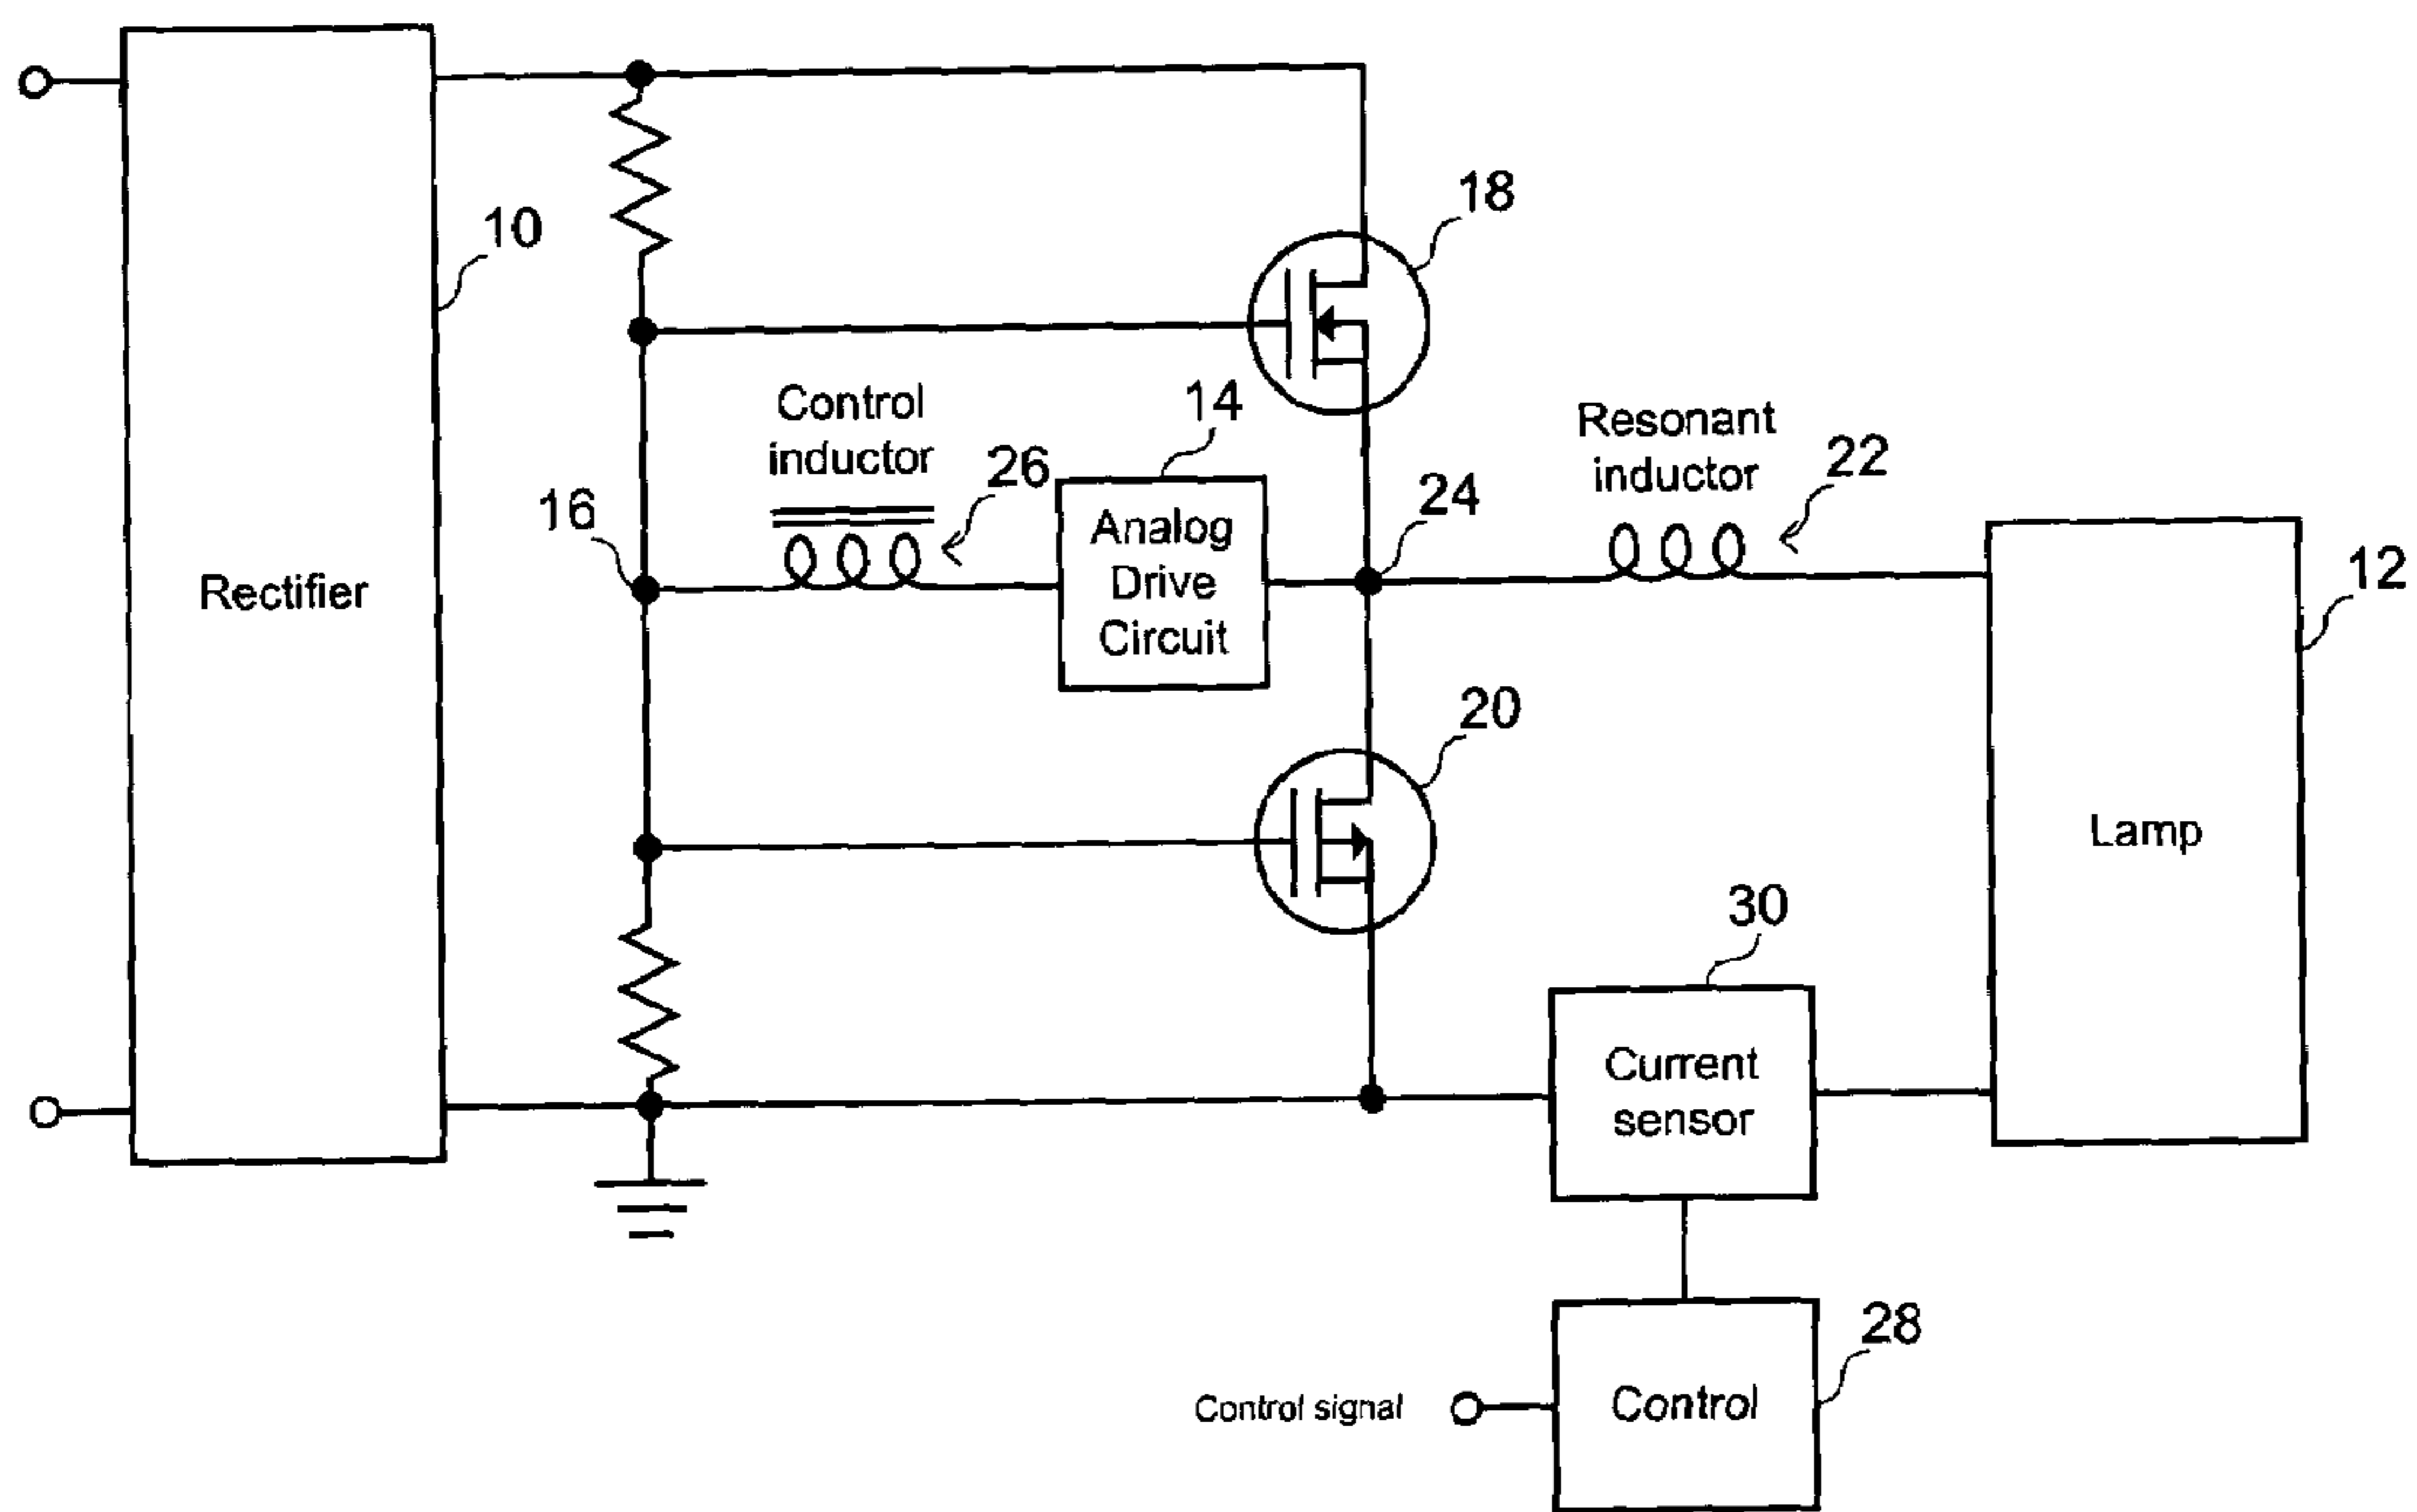 18
10
Control
inductor
14
Resonant
inductor
22
26
24
16
Analog
Drive
Circuit
12
Rectifier
20
Lamp
30
Current
sensor
28
Control signal
Control